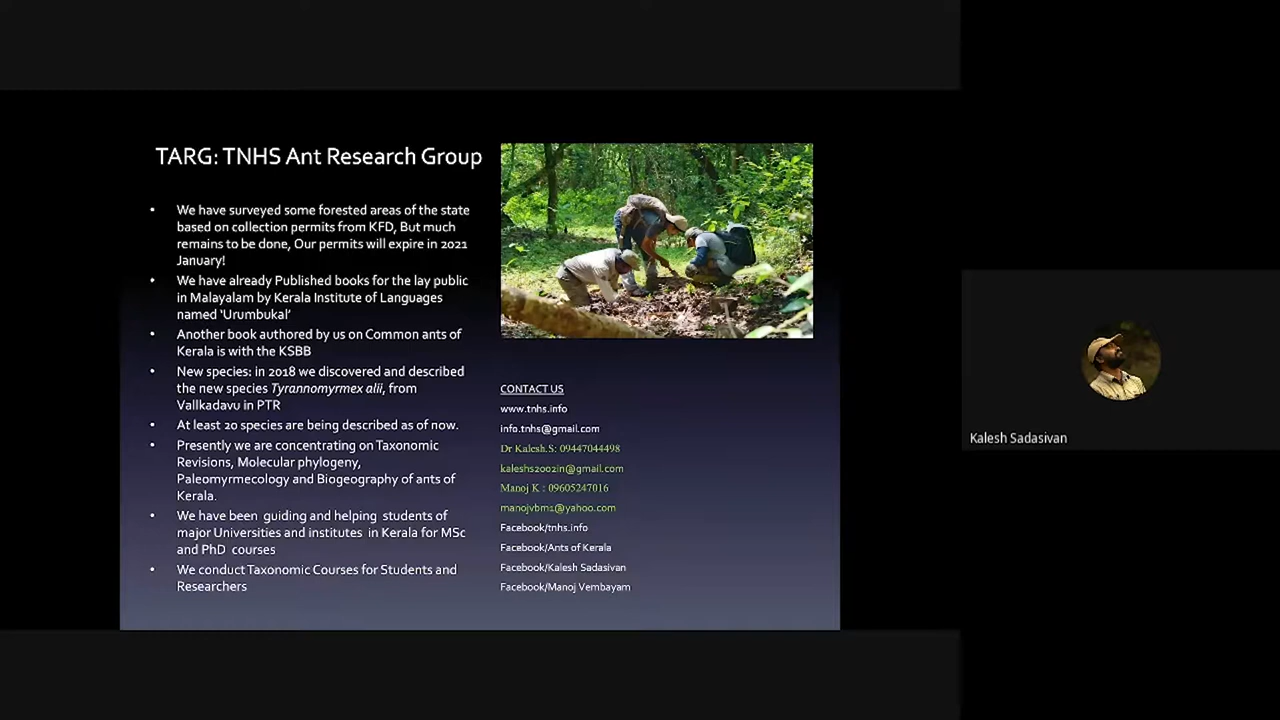 TARG: TNHS Ant Research Group
• We have surveyed some forested areas of the state
based on collection permits from KFD, But much
remains to be done, Our permits will expire in 2021
January!
• We have already Published books for the lay public
in Malayalam by Kerala Institute of Languages
named ‘Urumbukal’
• Another book authored by us on Common ants of
Kerala is with the KSBB
• New species: in 2018 we discovered and described
the new species Tyrannomyrmex alii, from
Vallkadavu in PTR
• At least 20 species are being described as of now.
• Presently we are concentrating on Taxonomic
Revisions, Molecular phylogeny,
Paleomyrmecology and Biogeography of ants of
Kerala.
• We have been guiding and helping students of
major Universities and institutes in Kerala for MSc
and PhD courses
• We conduct Taxonomic Courses for Students and
Researchers
CONTACT US
www.tnhs.info
info.tnhs@gmail.com
Dr Kalesh.S: 09447044498
kaleshs2002in@gmail.com
Manoj K : 09605247016
manojvbm1@yahoo.com
Facebook/tnhs.info
Facebook/Ants of Kerala
Facebook/Kalesh Sadasivan
Facebook/Manoj Vembayam
Kalesh Sadasivan